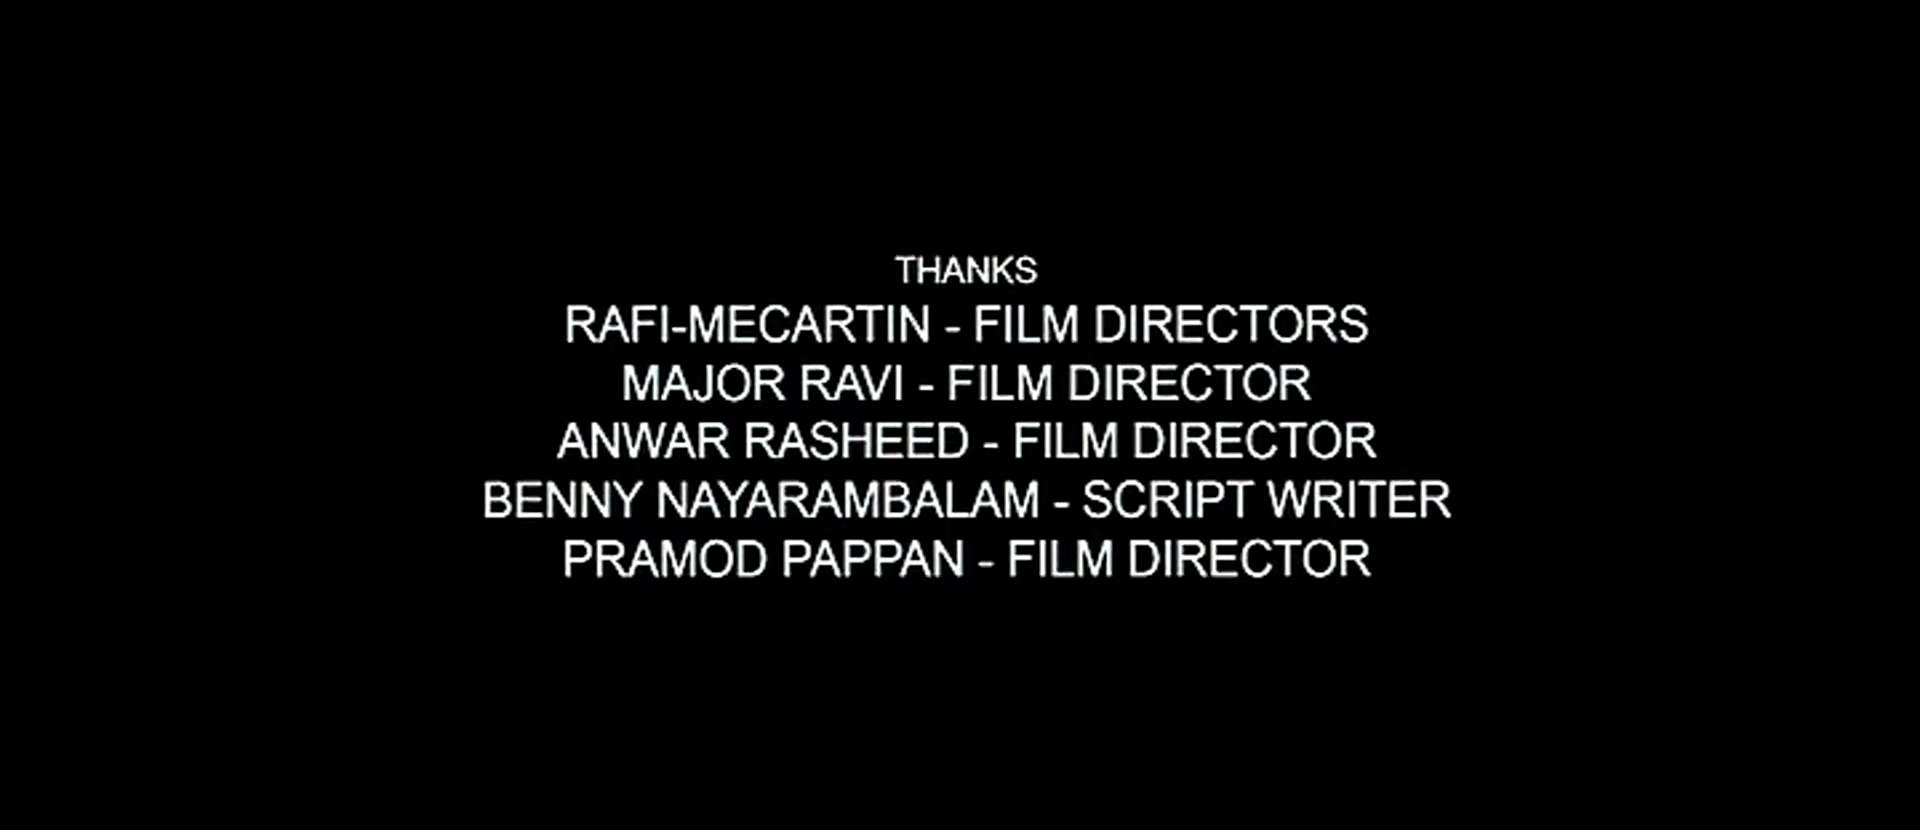 THANKS
RAFI-MECARTIN - FILM DIRECTORS
MAJOR RAVI - FILM DIRECTOR
ANWAR RASHEED - FILM DIRECTOR
BENNY NAYARAMBALAM - SCRIPT WRITER
PRAMOD PAPPAN - FILM DIRECTOR